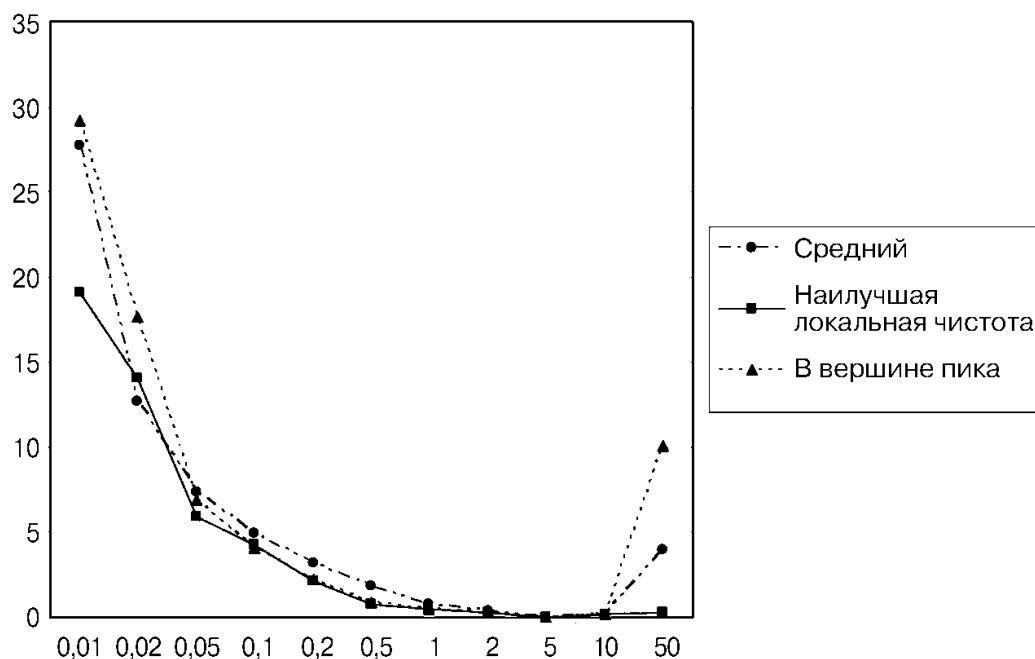 35
30
25
20
15
10
5
0
0,01 0,02 0,05 0,1 0,2 0,5 1 2 5 10 50
Средний
Наилучшая
локальная чистота
В вершине пика